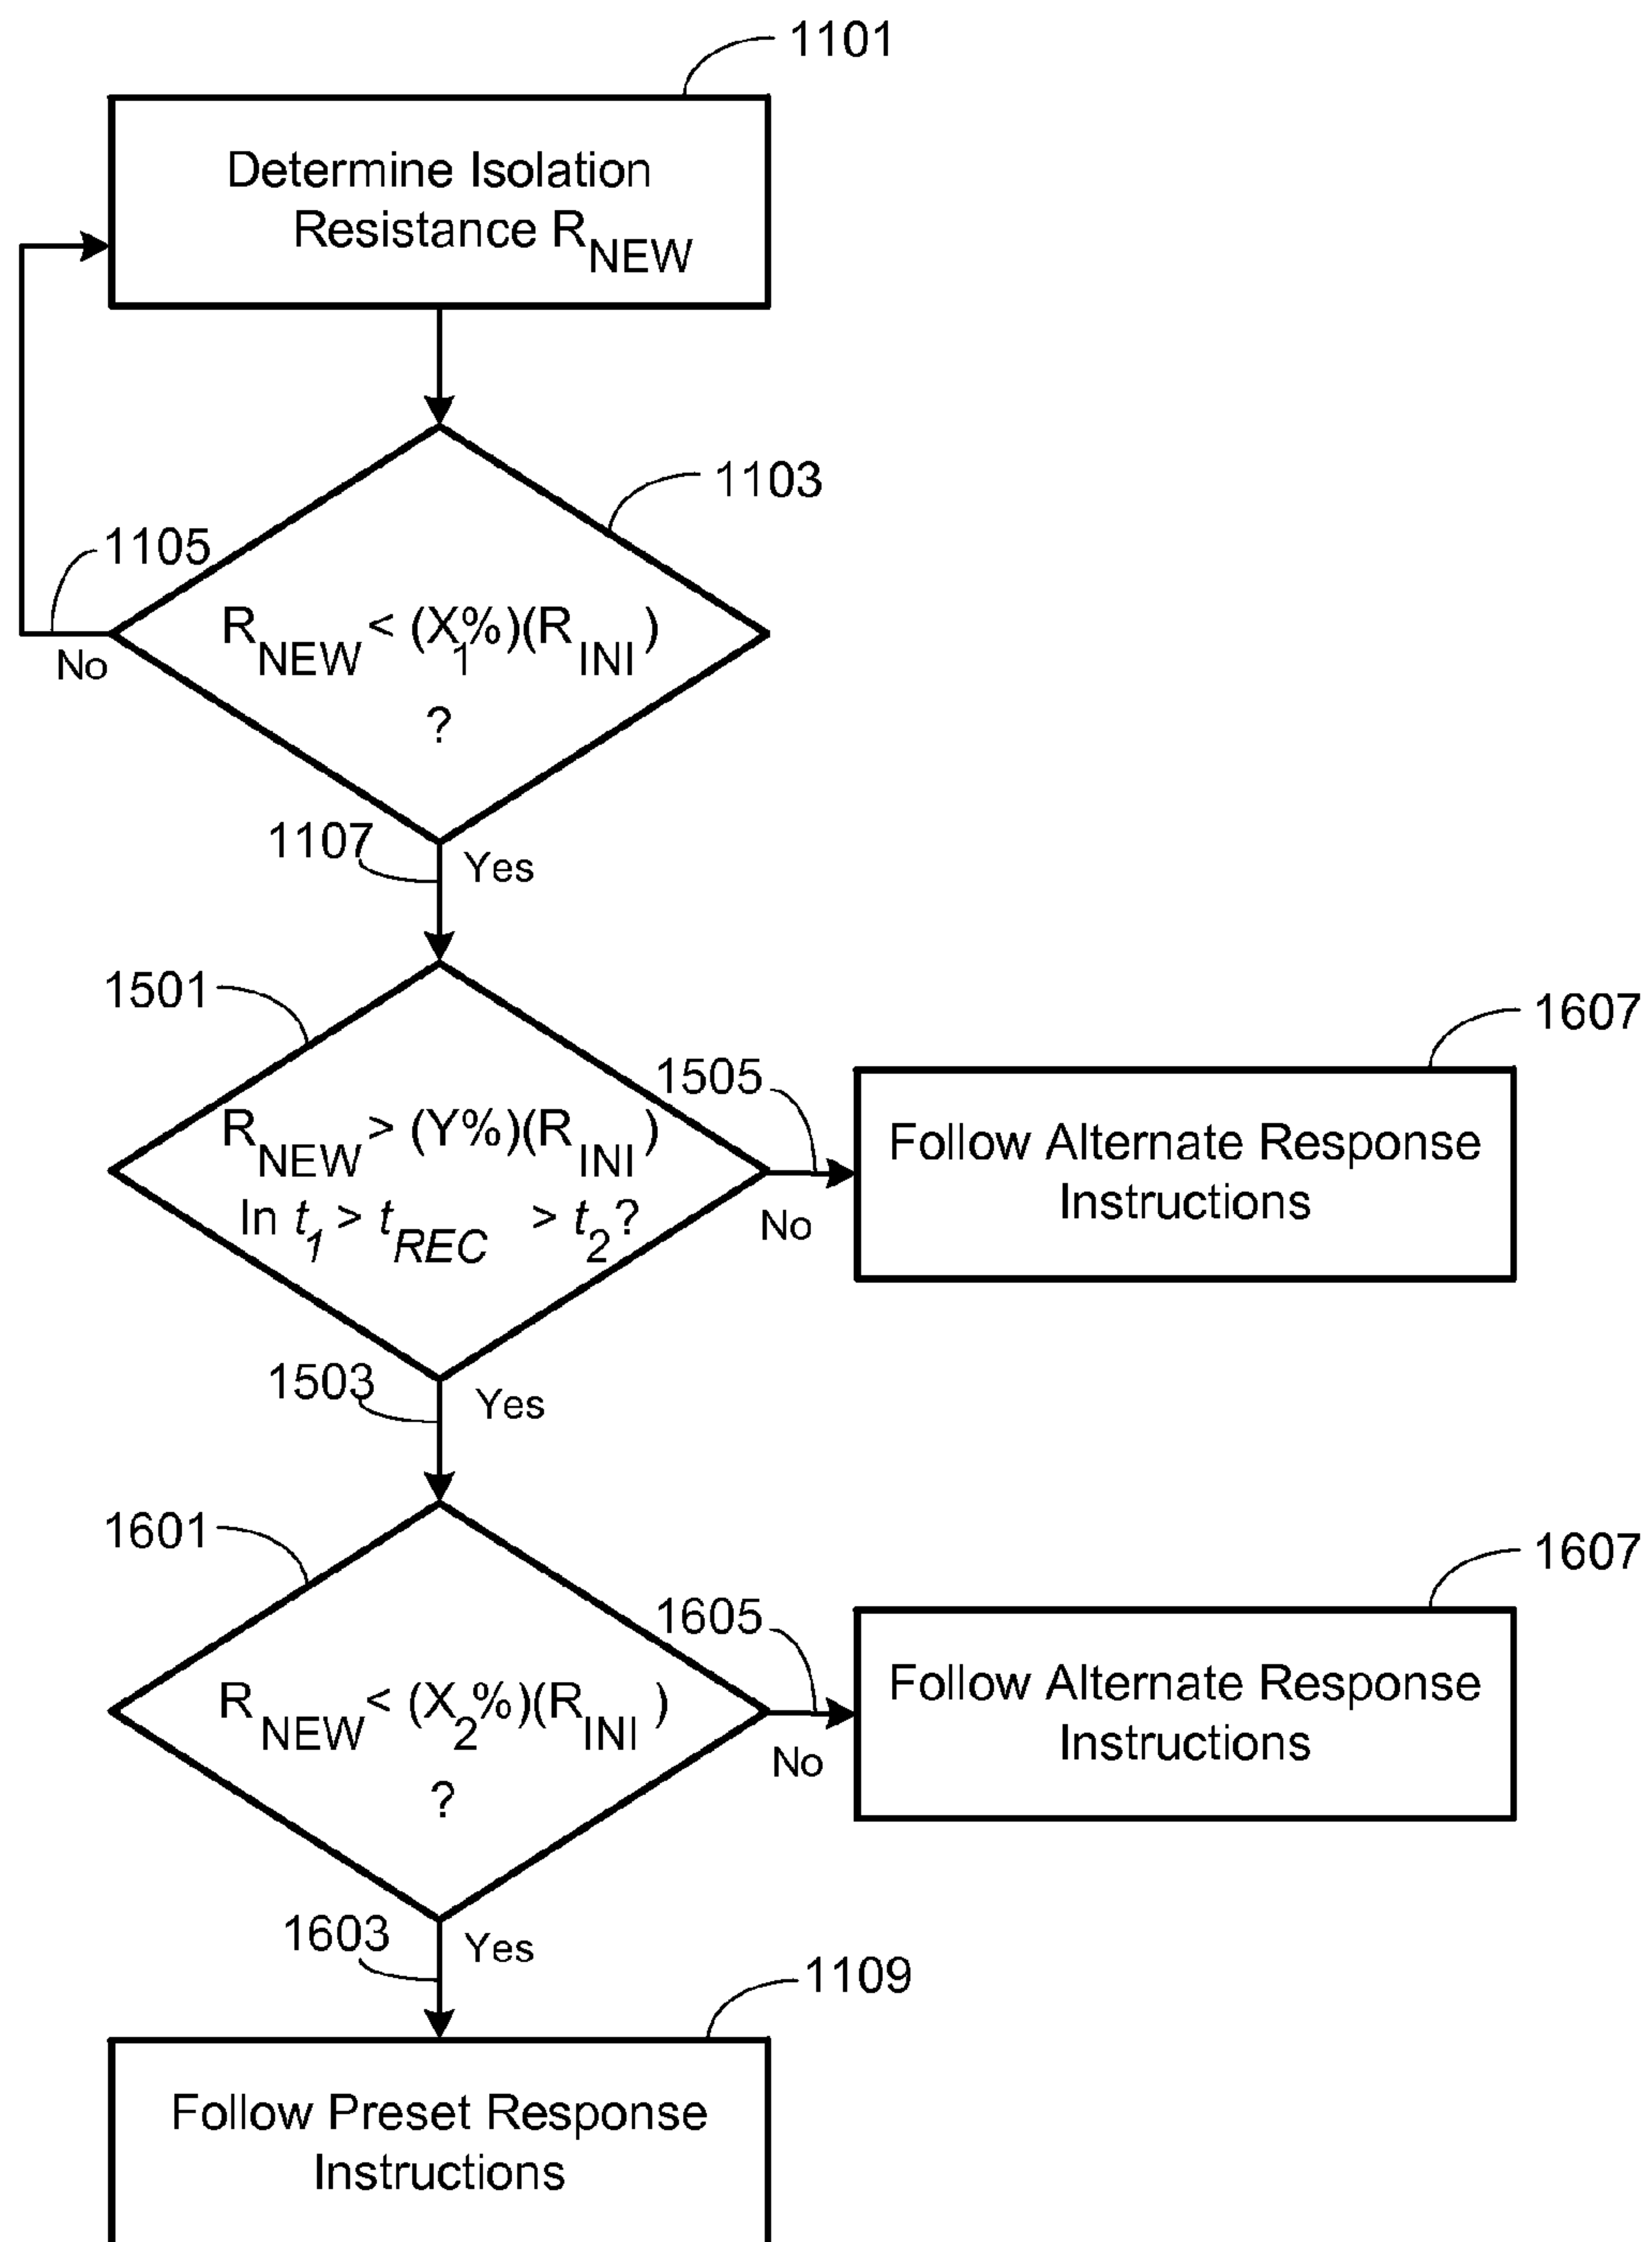 1101
Determine Isolation
Resistance R_NEW
1103
1105
R_NEW < (X_1%)(R_INI)
?
No
1107
Yes
1501
1607
1505
R_NEW > (Y%)(R_INI)
In t_1 > t_REC > t_2?
No
Follow Alternate Response
Instructions
1503
Yes
1601
1607
1605
R_NEW < (X_2%)(R_INI)
?
No
Follow Alternate Response
Instructions
1603
Yes
1109
Follow Preset Response
Instructions